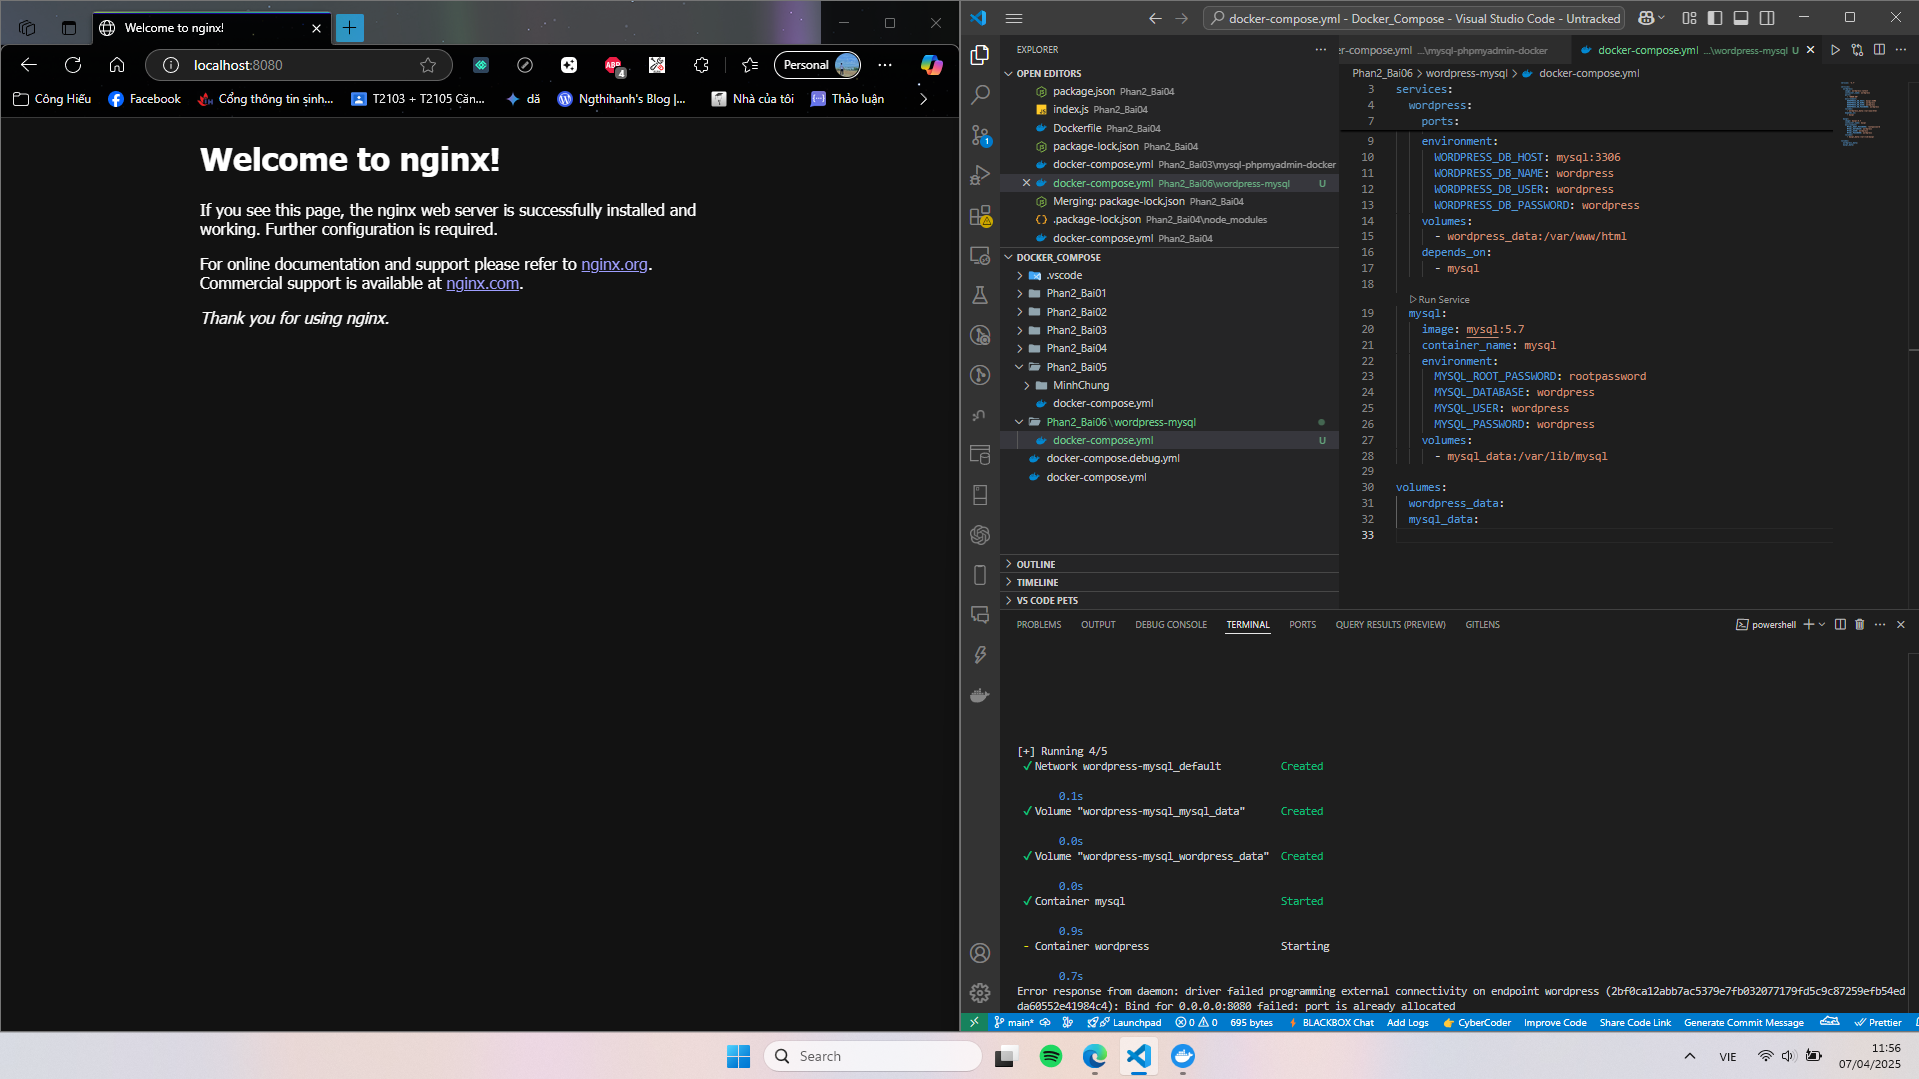 Welcome to nginx!
localhost:8080
Personal
4
Công Hiếu
Facebook
Cổng thông tin sinh...
T2103 + T2105 Căn...
dă
Ngthihanh's Blog |...
Nhà của tôi
Thảo luận
Welcome to nginx!
If you see this page, the nginx web server is successfully installed and
working. Further configuration is required.
For online documentation and support please refer to nginx.org.
Commercial support is available at nginx.com.
Thank you for using nginx.
docker-compose.yml - Docker_Compose - Visual Studio Code - Untracked
EXPLORER
OPEN EDITORS
package.json Phan2_Bai04
index.js Phan2_Bai04
Dockerfile Phan2_Bai04
package-lock.json Phan2_Bai04
docker-compose.yml Phan2_Bai03\mysql-phpmyadmin-docker
docker-compose.yml Phan2_Bai06\wordpress-mysql U
Merging: package-lock.json Phan2_Bai04
.package-lock.json Phan2_Bai04\node_modules
docker-compose.yml Phan2_Bai04
DOCKER_COMPOSE
.vscode
Phan2_Bai01
Phan2_Bai02
Phan2_Bai03
Phan2_Bai04
Phan2_Bai05
MinhChung
docker-compose.yml
Phan2_Bai06\wordpress-mysql
docker-compose.yml U
docker-compose.debug.yml
docker-compose.yml
OUTLINE
TIMELINE
VS CODE PETS
1
er-compose.yml ...\mysql-phpmyadmin-docker
docker-compose.yml ...\wordpress-mysql U
Phan2_Bai06 > wordpress-mysql > docker-compose.yml
3 services:
4 wordpress:
7 ports:
9 environment:
10 WORDPRESS_DB_HOST: mysql:3306
11 WORDPRESS_DB_NAME: wordpress
12 WORDPRESS_DB_USER: wordpress
13 WORDPRESS_DB_PASSWORD: wordpress
14 volumes:
15 - wordpress_data:/var/www/html
16 depends_on:
17 - mysql
18
Run Service
19 mysql:
20 image: mysql:5.7
21 container_name: mysql
22 environment:
23 MYSQL_ROOT_PASSWORD: rootpassword
24 MYSQL_DATABASE: wordpress
25 MYSQL_USER: wordpress
26 MYSQL_PASSWORD: wordpress
27 volumes:
28 - mysql_data:/var/lib/mysql
29
30 volumes:
31 wordpress_data:
32 mysql_data:
33
PROBLEMS OUTPUT DEBUG CONSOLE TERMINAL PORTS QUERY RESULTS (PREVIEW) GITLENS
powershell
[+] Running 4/5
✓ Network wordpress-mysql_default Created
0.1s
✓ Volume "wordpress-mysql_mysql_data" Created
0.0s
✓ Volume "wordpress-mysql_wordpress_data" Created
0.0s
✓ Container mysql Started
0.9s
- Container wordpress Starting
0.7s
Error response from daemon: driver failed programming external connectivity on endpoint wordpress (2bf0ca12abb7ac5379e7fb032077179fd5c9c87259efb54ed
da60552e41984c4): Bind for 0.0.0.0:8080 failed: port is already allocated
main* Launchpad 0 0 695 bytes BLACKBOX Chat Add Logs CyberCoder Improve Code Share Code Link Generate Commit Message Prettier
Search
VIE
11:56
07/04/2025